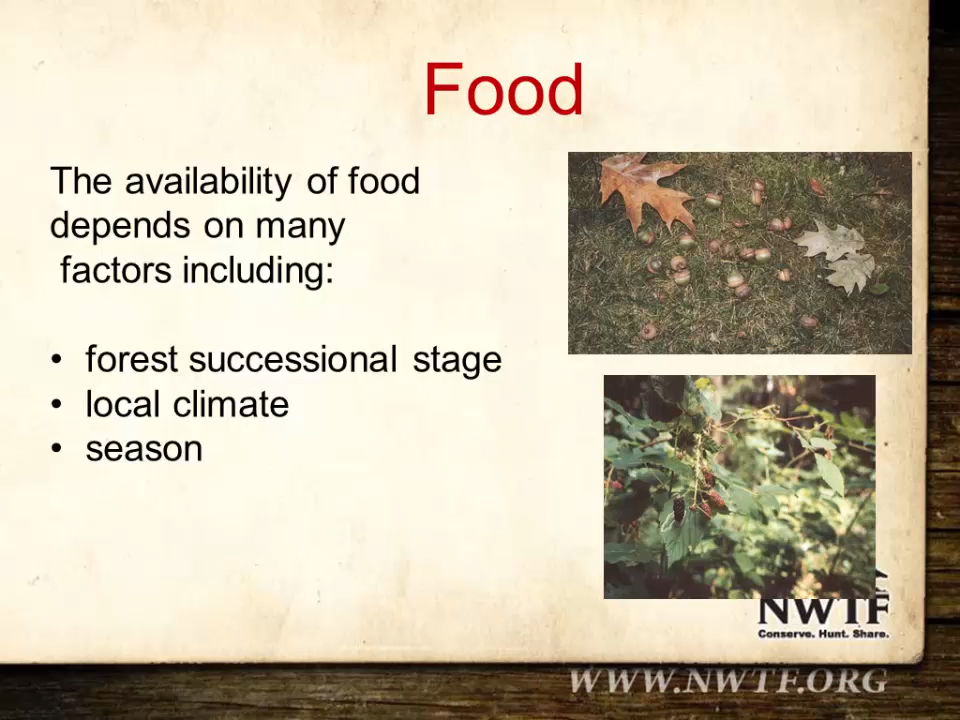 Food
The availability of food
depends on many
factors including:
• forest successional stage
• local climate
• season
NWTF
Conserve. Hunt. Share.
WWW.NWTF.ORG